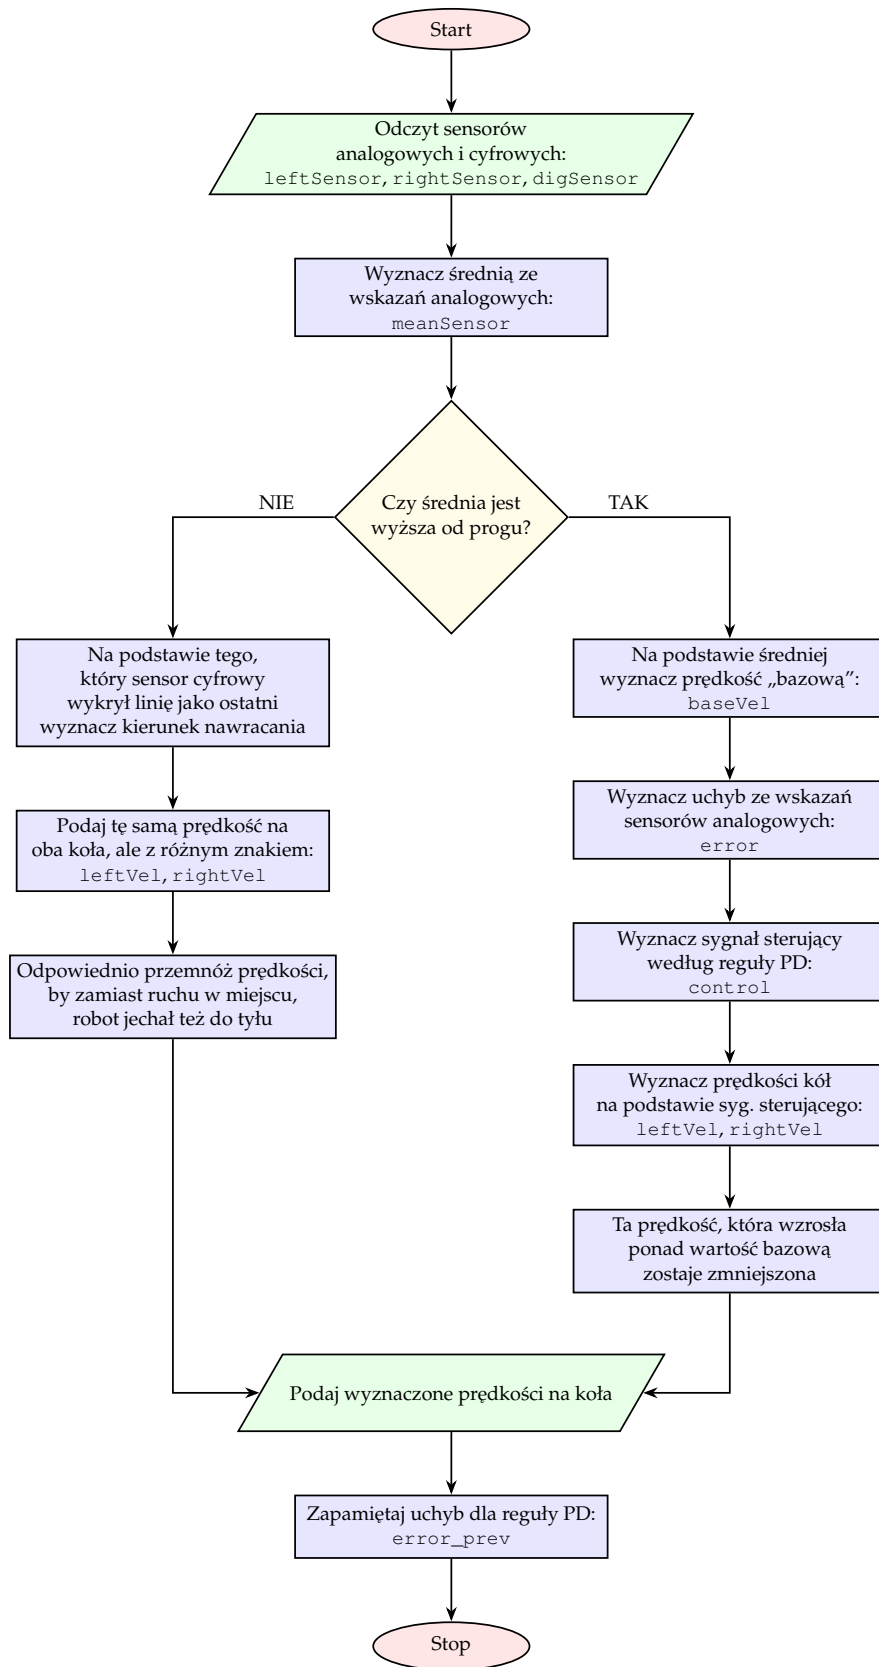 Start
Odczyt sensorów
analogowych i cyfrowych:
leftSensor, rightSensor, digSensor
Wyznacz średnią ze
wskazań analogowych:
meanSensor
Czy średnia jest
wyższa od progu?
NIE
TAK
Na podstawie tego,
który sensor cyfrowy
wykrył linię jako ostatni
wyznacz kierunek nawracania
Podaj tę samą prędkość na
oba koła, ale z różnym znakiem:
leftVel, rightVel
Odpowiednio przemnóż prędkości,
by zamiast ruchu w miejscu,
robot jechał też do tyłu
Na podstawie średniej
wyznacz prędkość „bazową”:
baseVel
Wyznacz uchyb ze wskazań
sensorów analogowych:
error
Wyznacz sygnał sterujący
według reguły PD:
control
Wyznacz prędkości kół
na podstawie syg. sterującego:
leftVel, rightVel
Ta prędkość, która wzrosła
ponad wartość bazową
zostaje zmniejszona
Podaj wyznaczone prędkości na koła
Zapamiętaj uchyb dla reguły PD:
error_prev
Stop